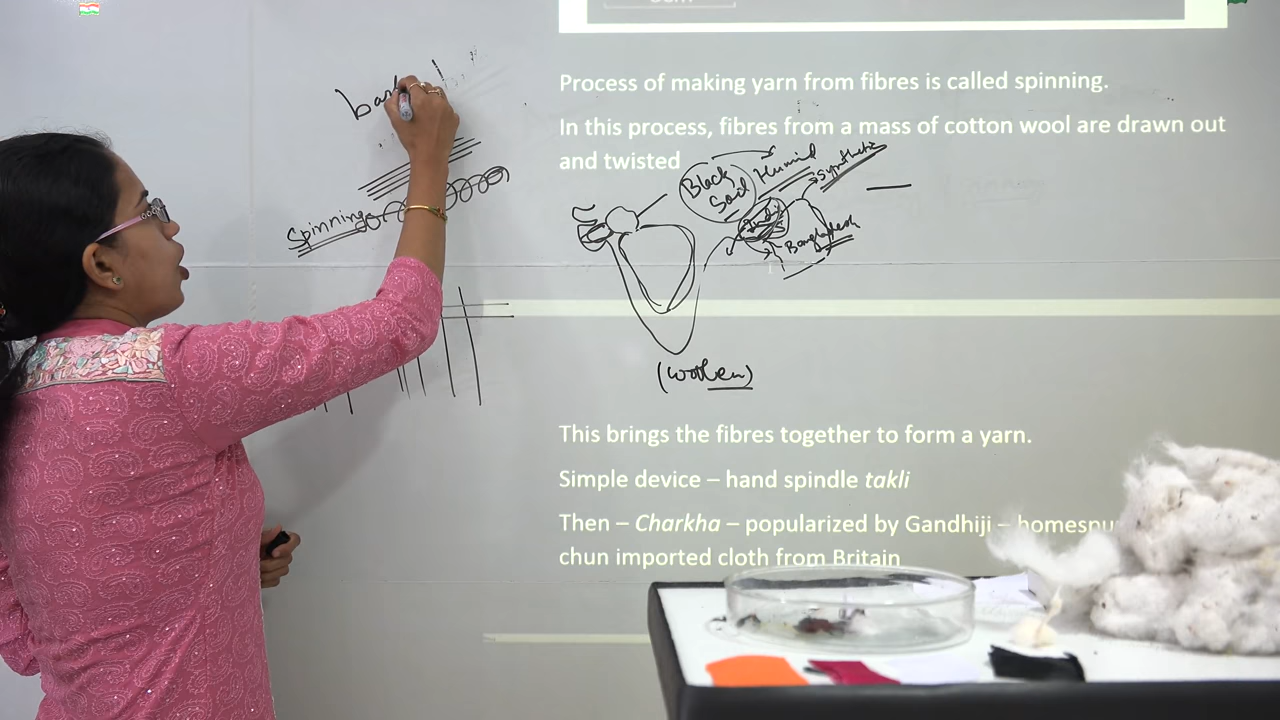 Process of making yarn from fibres is called spinning.
In this process, fibres from a mass of cotton wool are drawn out
and twisted
Black
Soil
Humid
Synthetic
Bangladesh
Spinning
This brings the fibres together to form a yarn.
Simple device – hand spindle takli
Then – Charkha – popularized by Gandhiji – homespu
chun imported cloth from Britain